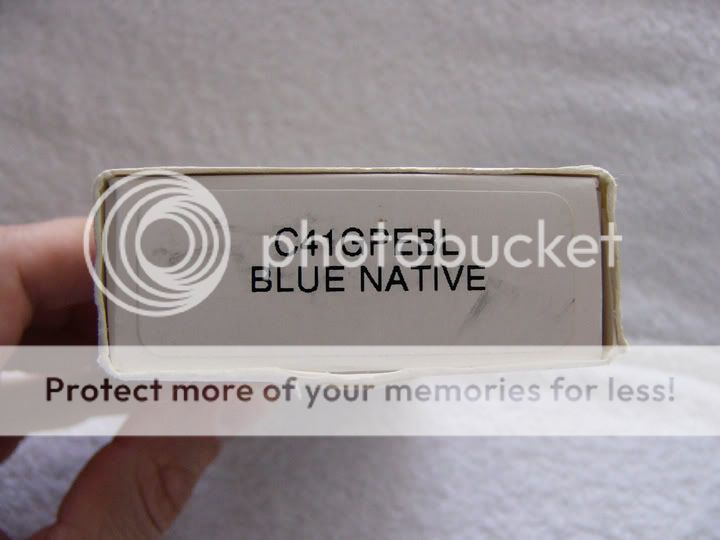 C41GPEBL
BLUE NATIVE
photobucket
Protect more of your memories for less!